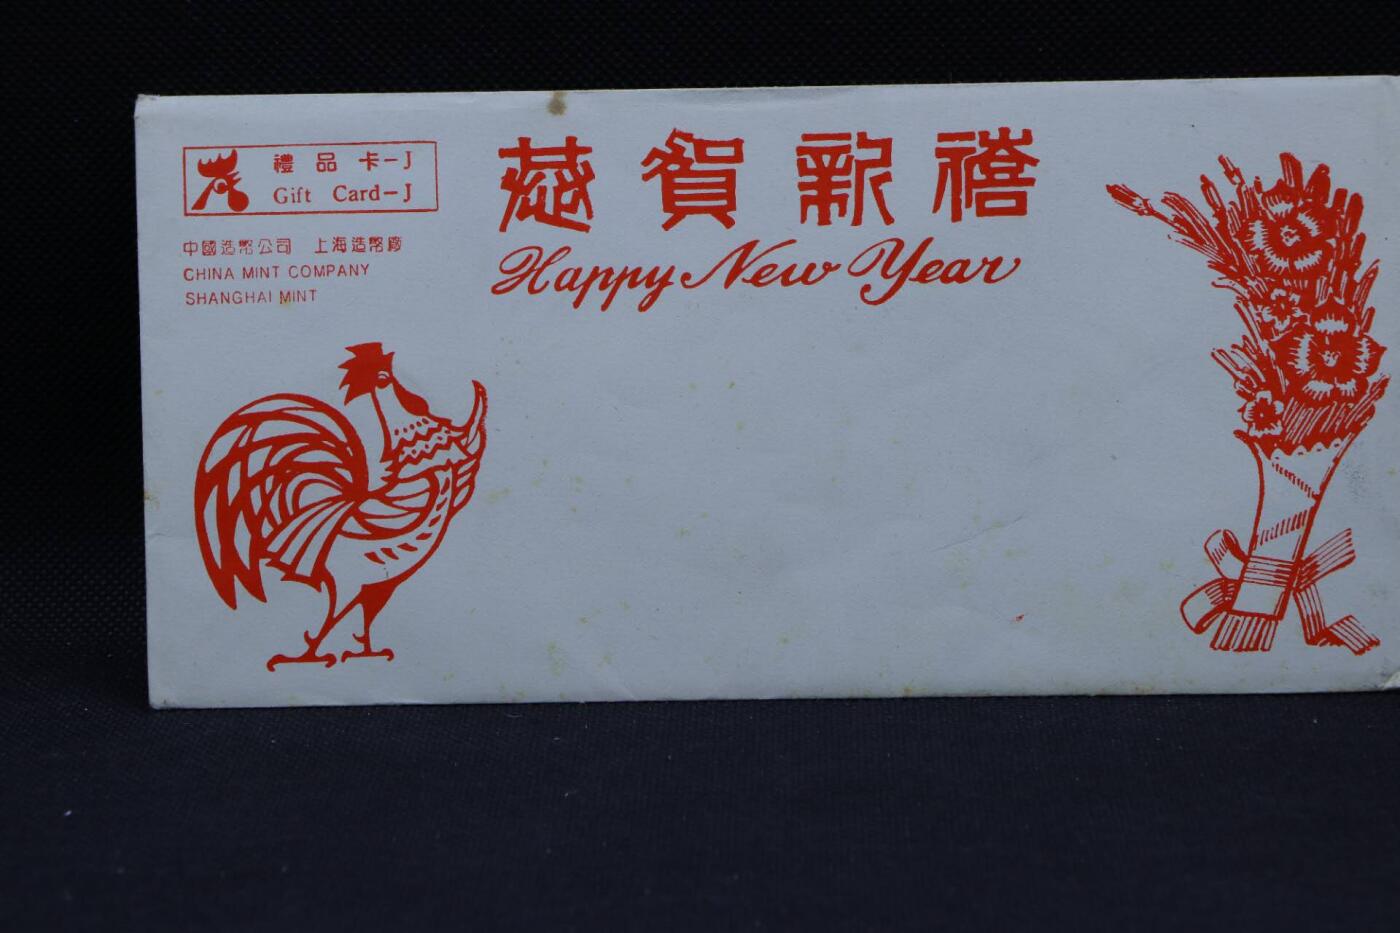 禮品卡-J
Gift Card-J
中國造幣公司 上海造幣廠
CHINA MINT COMPANY
SHANGHAI MINT
恭賀新禧
Happy New Year